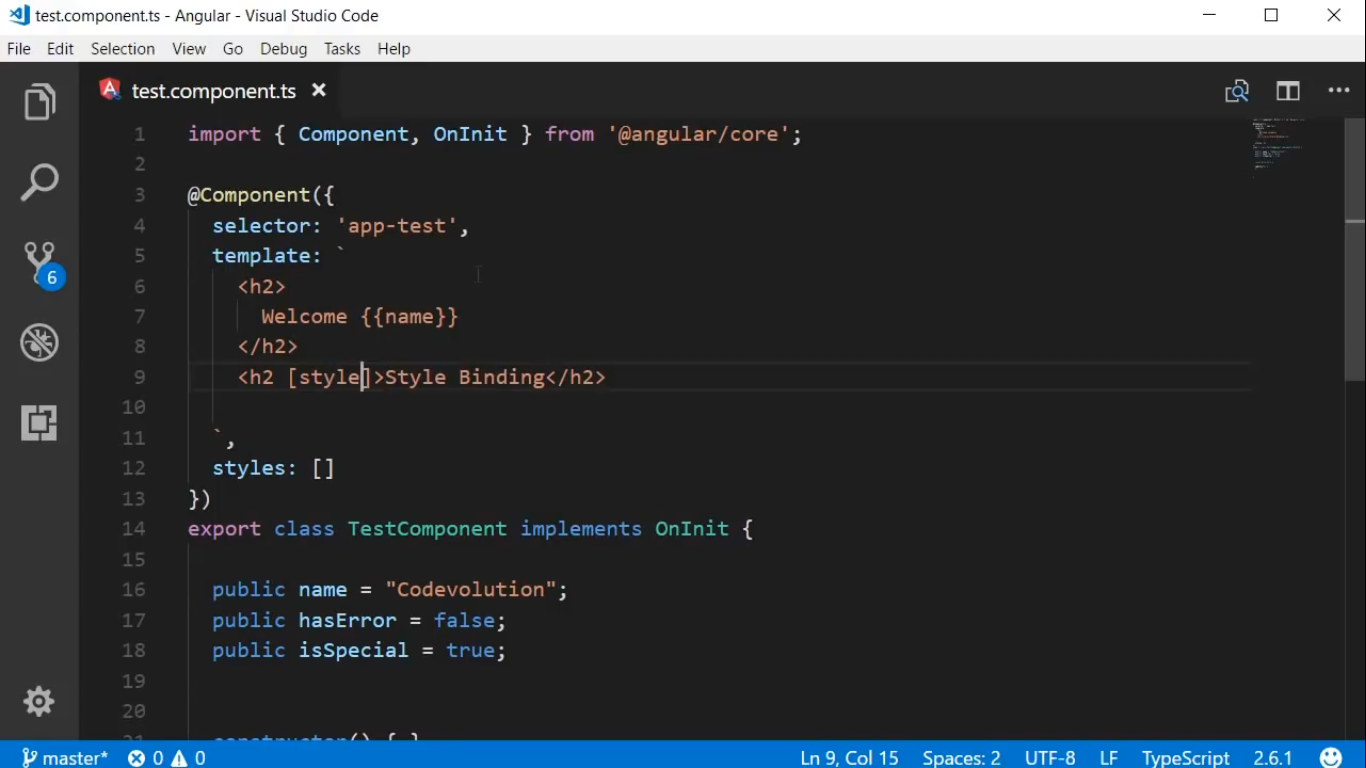 test.component.ts - Angular - Visual Studio Code
File Edit Selection View Go Debug Tasks Help
test.component.ts
1 import { Component, OnInit } from '@angular/core';
2
3 @Component({
4 selector: 'app-test',
5 template: `
6 <h2>
7 Welcome {{name}}
8 </h2>
9 <h2 [style]>Style Binding</h2>
10
11 `,
12 styles: []
13 })
14 export class TestComponent implements OnInit {
15
16 public name = "Codevolution";
17 public hasError = false;
18 public isSpecial = true;
19
20
21 constructor() { }
6
master* 0 0 Ln 9, Col 15 Spaces: 2 UTF-8 LF TypeScript 2.6.1